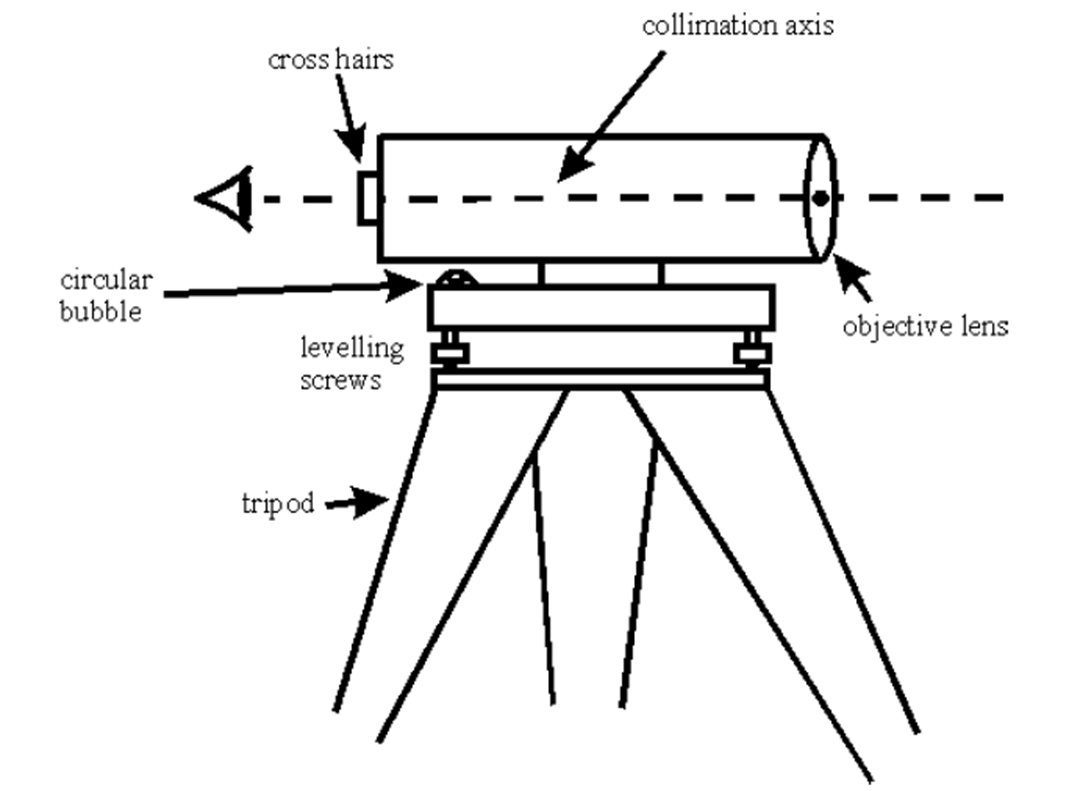 collimation axis
cross hairs
circular
bubble
objective lens
levelling
screws
tripod